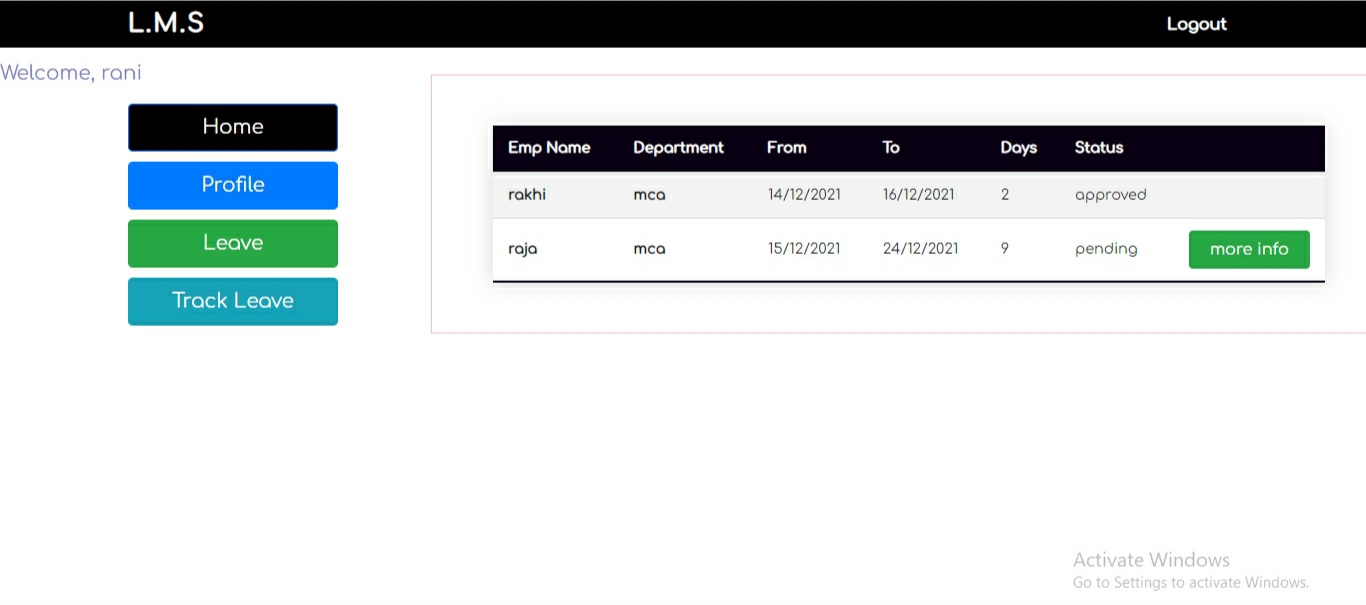 L.M.S Logout
Welcome, rani
Home
Profile
Leave
Track Leave
Emp Name Department From To Days Status
rakhi mca 14/12/2021 16/12/2021 2 approved
raja mca 15/12/2021 24/12/2021 9 pending more info
Activate Windows
Go to Settings to activate Windows.